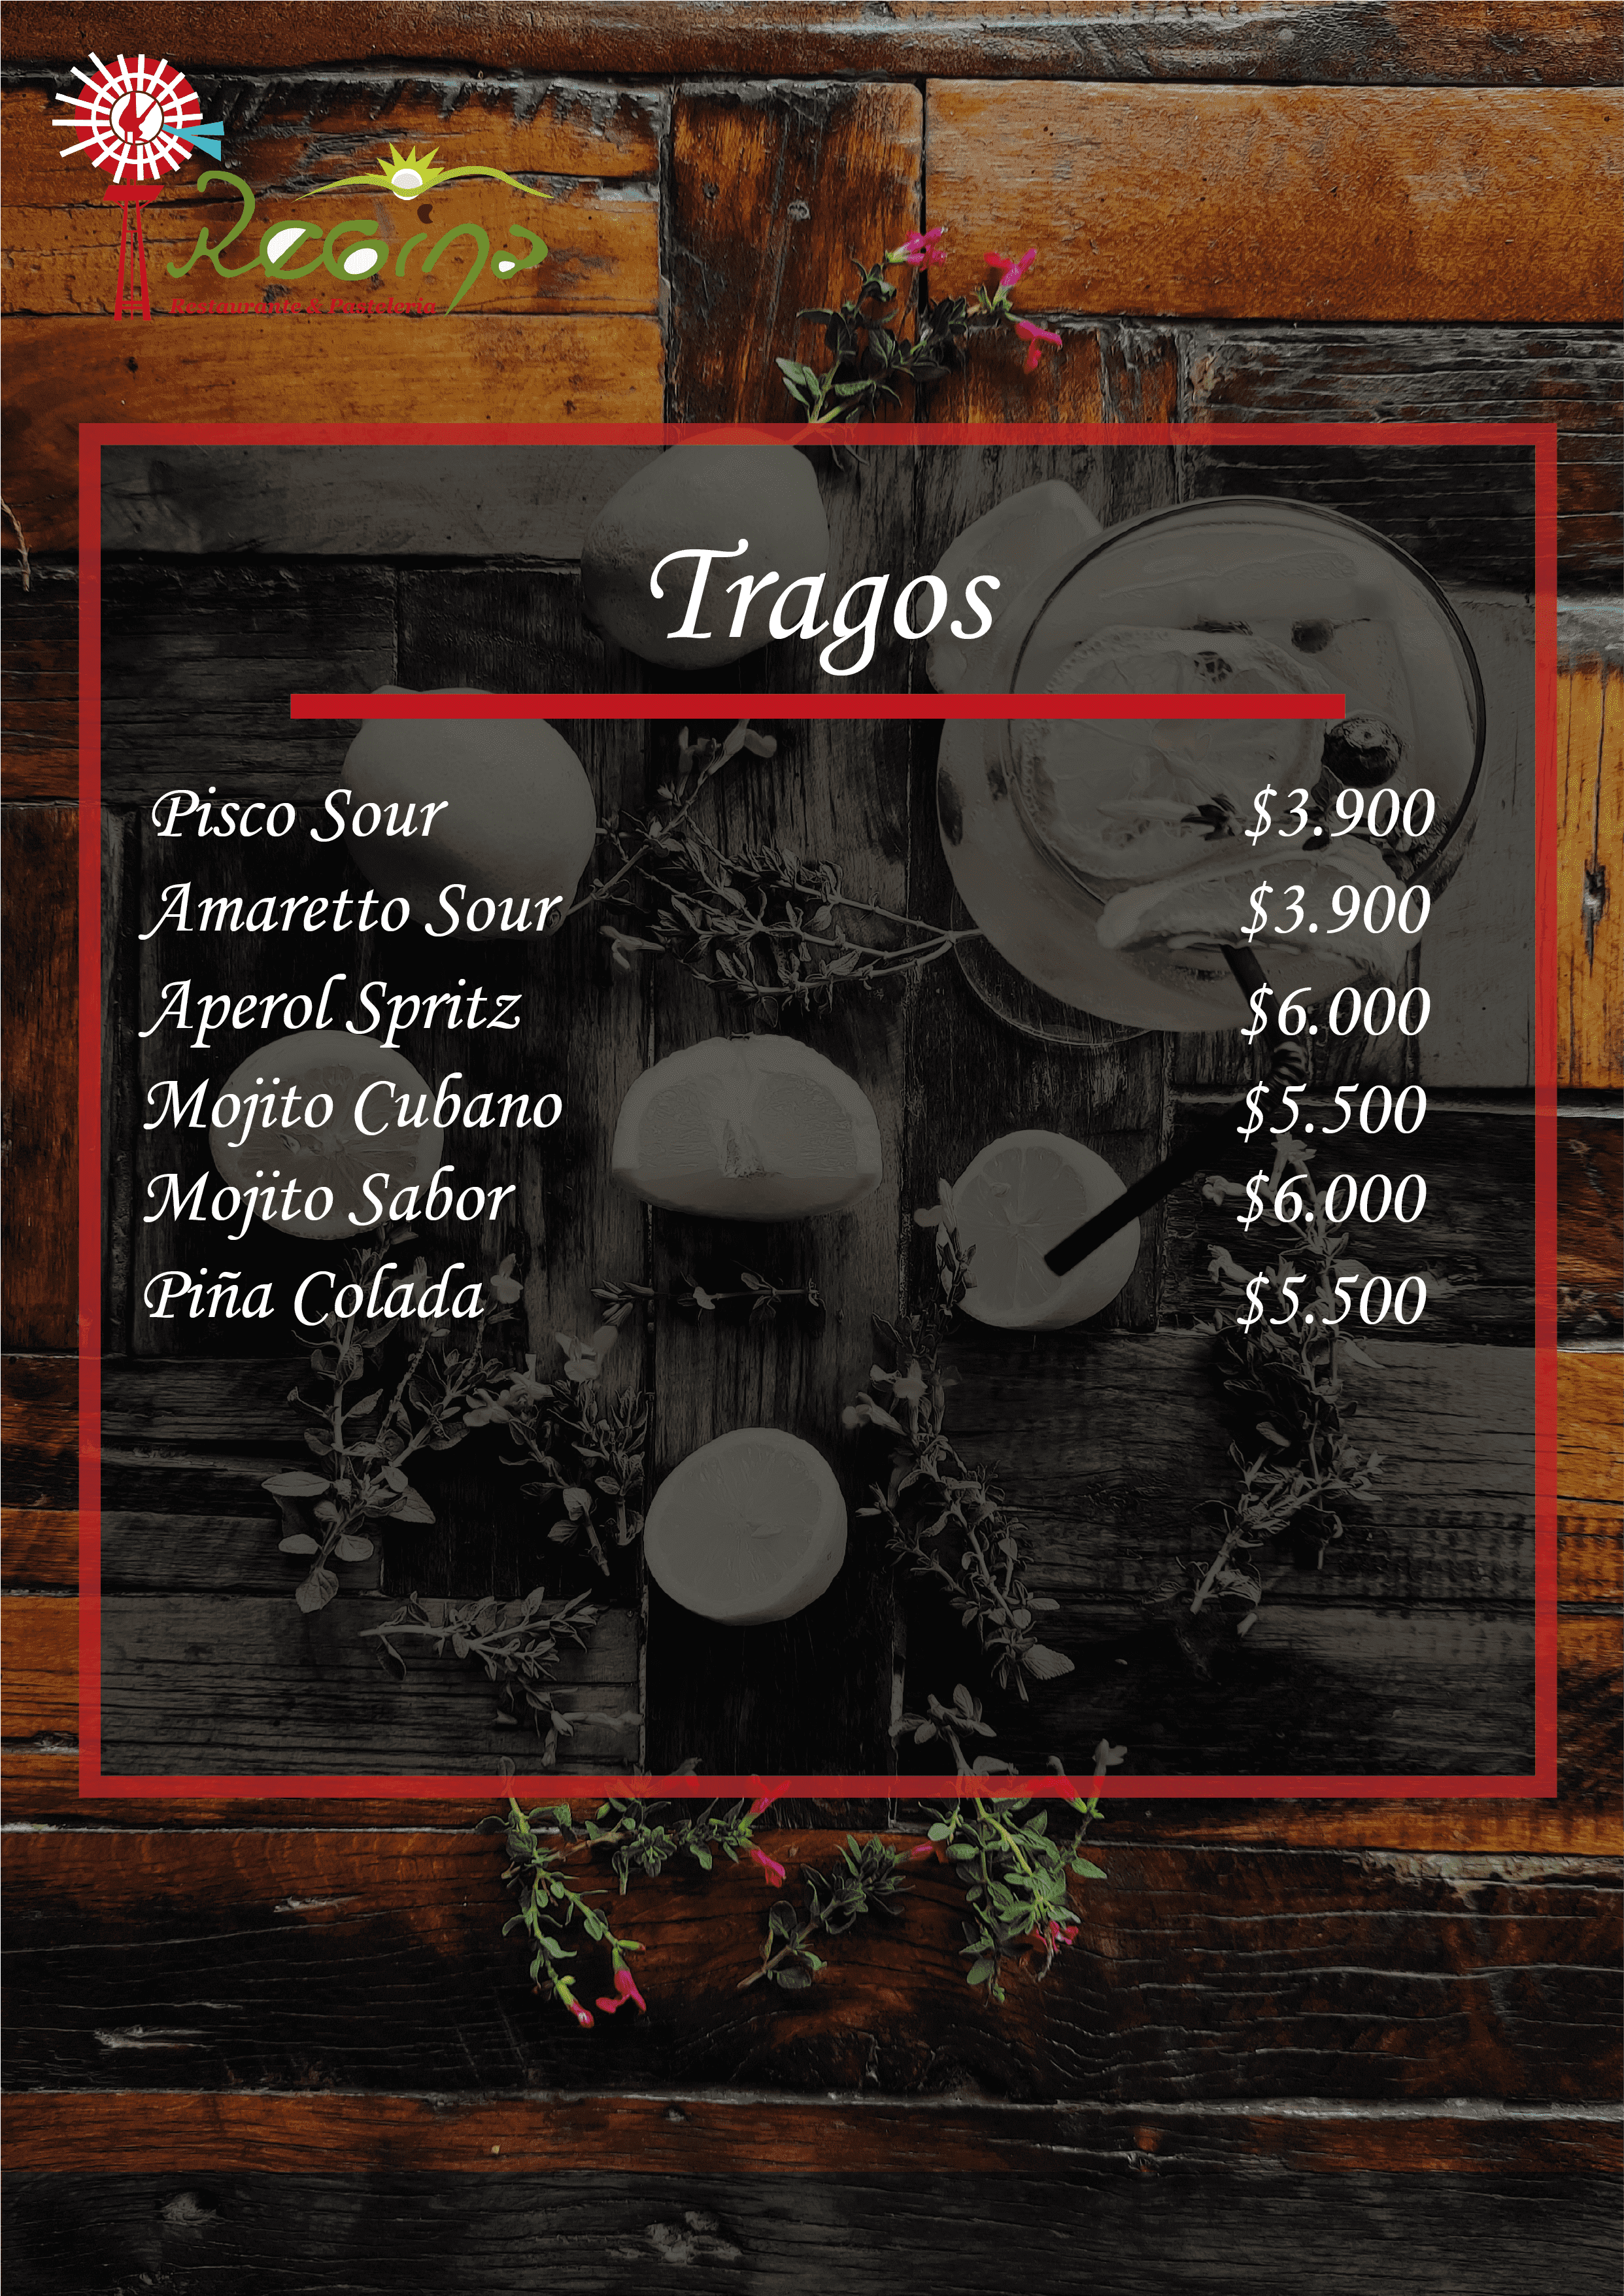 Regina
Restaurante & Pastelería
Tragos
Pisco Sour $3.900
Amaretto Sour $3.900
Aperol Spritz $6.000
Mojito Cubano $5.500
Mojito Sabor $6.000
Piña Colada $5.500